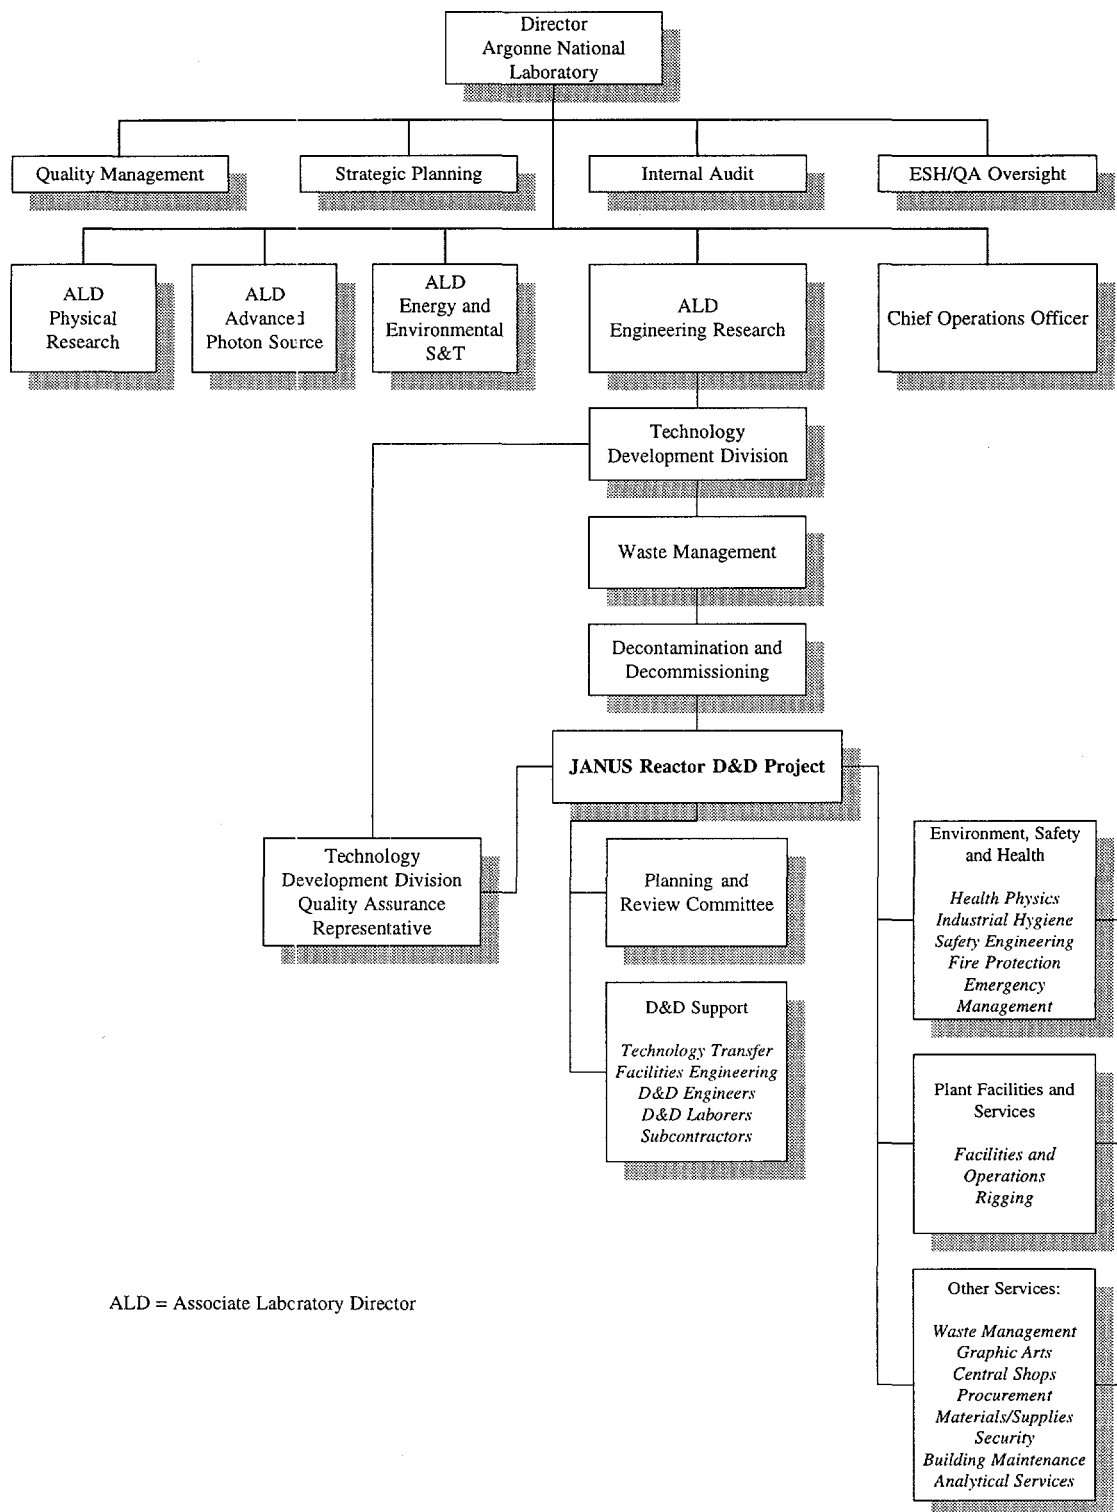 Director
Argonne National
Laboratory
Quality Management
Strategic Planning
Internal Audit
ESH/QA Oversight
ALD
Physical
Research
ALD
Advanced
Photon Source
ALD
Energy and
Environmental
S&T
ALD
Engineering Research
Chief Operations Officer
Technology
Development Division
Waste Management
Decontamination and
Decommissioning
JANUS Reactor D&D Project
Technology
Development Division
Quality Assurance
Representative
Planning and
Review Committee
D&D Support
Technology Transfer
Facilities Engineering
D&D Engineers
D&D Laborers
Subcontractors
Environment, Safety
and Health
Health Physics
Industrial Hygiene
Safety Engineering
Fire Protection
Emergency
Management
Plant Facilities and
Services
Facilities and
Operations
Rigging
Other Services:
Waste Management
Graphic Arts
Central Shops
Procurement
Materials/Supplies
Security
Building Maintenance
Analytical Services
ALD = Associate Laboratory Director